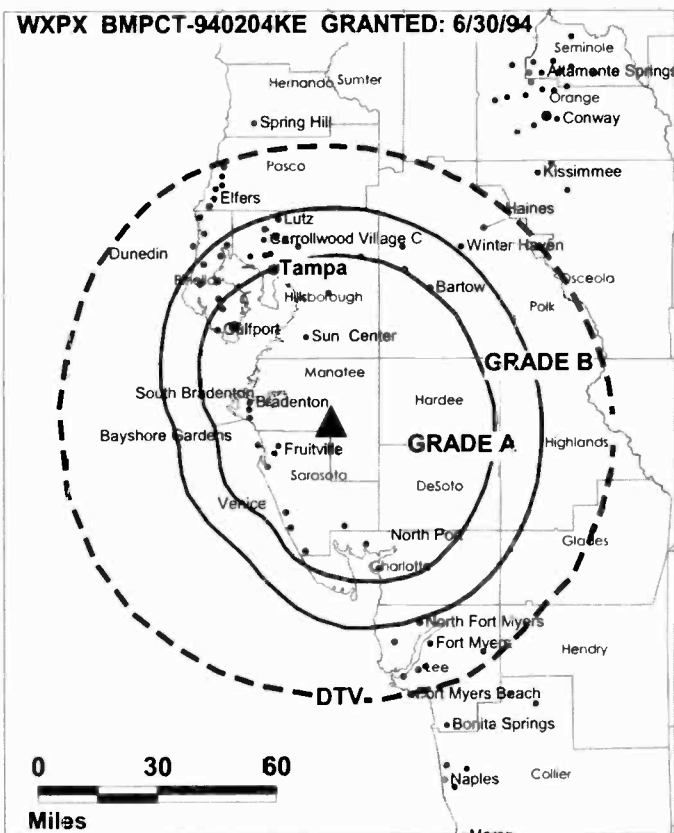 WXPX BMPCT-940204KE GRANTED: 6/30/94
Seminole
Altamonte Springs
Hernando
Sumter
Orange
Spring Hill
Conway
Pasco
Kissimmee
Elfers
Haines
Lutz
Carrollwood Village C
Winter Haven
Dunedin
Tampa
Osceola
Hillsborough
Bartow
Polk
Gulfport
Sun Center
GRADE B
Manatee
South Bradenton
Bradenton
Hardee
Bayshore Gardens
GRADE A
Highlands
Fruitville
Sarasota
DeSoto
Venice
North Port
Glades
Charlotte
North Fort Myers
Fort Myers
Hendry
Lee
DTV
Fort Myers Beach
Bonita Springs
0 30 60
Naples
Collier
Miles